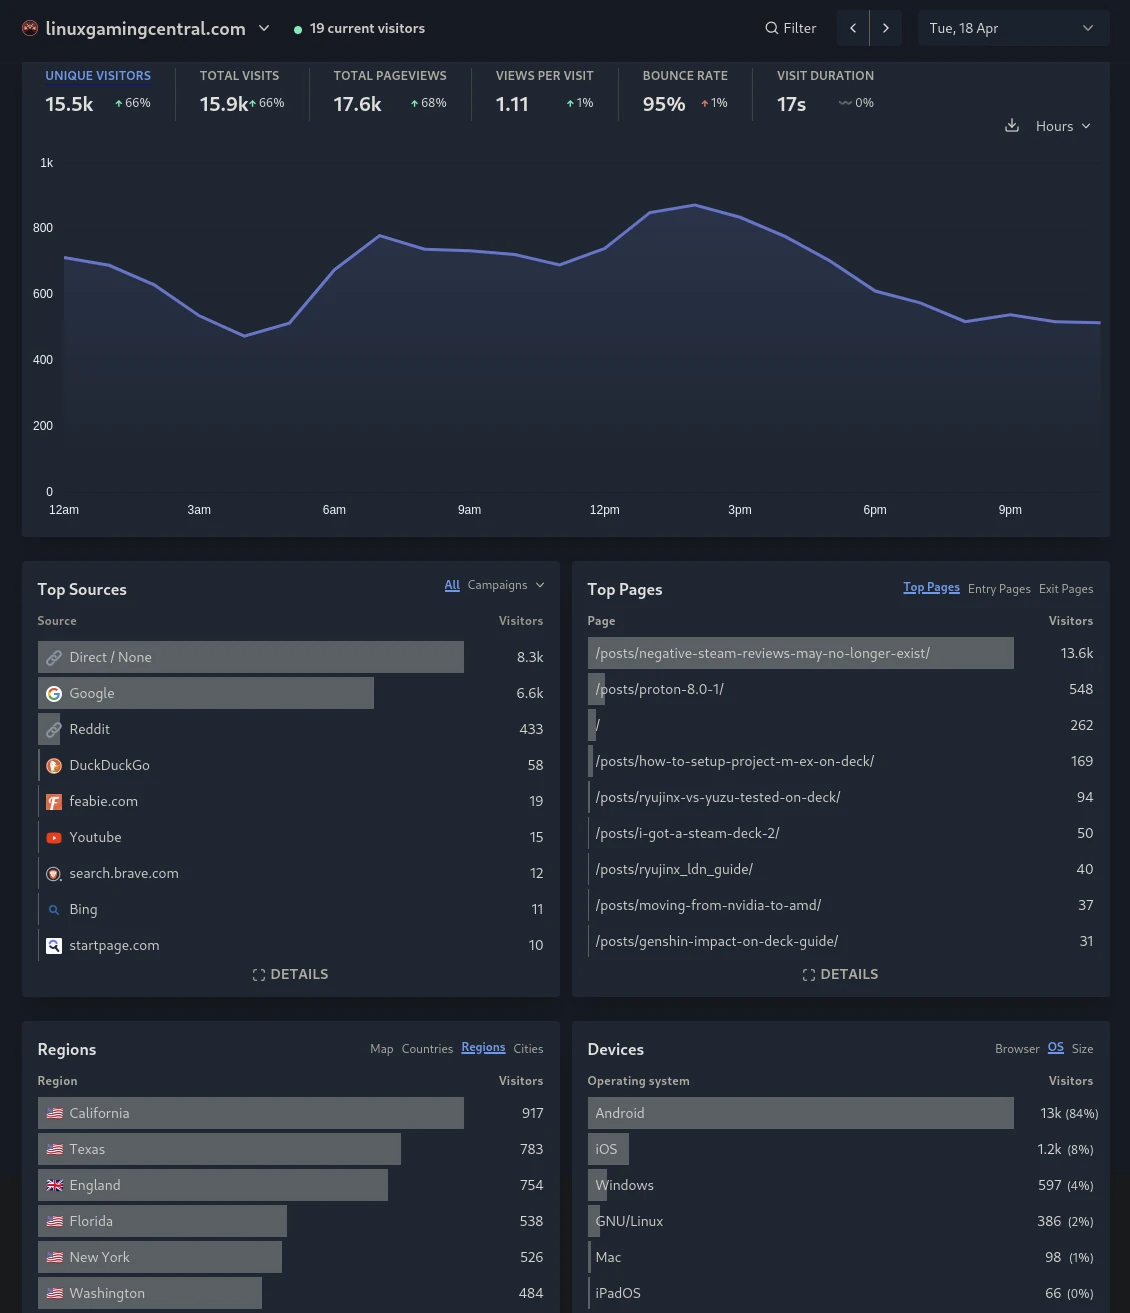 linuxgamingcentral.com 19 current visitors Filter Tue, 18 Apr
UNIQUE VISITORS TOTAL VISITS TOTAL PAGEVIEWS VIEWS PER VISIT BOUNCE RATE VISIT DURATION
15.5k 66% 15.9k 66% 17.6k 68% 1.11 1% 95% 1% 17s 0%
Hours
1k
800
600
400
200
0
12am 3am 6am 9am 12pm 3pm 6pm 9pm
Top Sources All Campaigns
Source Visitors
Direct / None 8.3k
Google 6.6k
Reddit 433
DuckDuckGo 58
feabie.com 19
Youtube 15
search.brave.com 12
Bing 11
startpage.com 10
DETAILS
Top Pages Top Pages Entry Pages Exit Pages
Page Visitors
/posts/negative-steam-reviews-may-no-longer-exist/ 13.6k
/posts/proton-8.0-1/ 548
/ 262
/posts/how-to-setup-project-m-ex-on-deck/ 169
/posts/ryujinx-vs-yuzu-tested-on-deck/ 94
/posts/i-got-a-steam-deck-2/ 50
/posts/ryujinx_ldn_guide/ 40
/posts/moving-from-nvidia-to-amd/ 37
/posts/genshin-impact-on-deck-guide/ 31
DETAILS
Regions Map Countries Regions Cities
Region Visitors
California 917
Texas 783
England 754
Florida 538
New York 526
Washington 484
Devices Browser OS Size
Operating system Visitors
Android 13k (84%)
iOS 1.2k (8%)
Windows 597 (4%)
GNU/Linux 386 (2%)
Mac 98 (1%)
iPadOS 66 (0%)